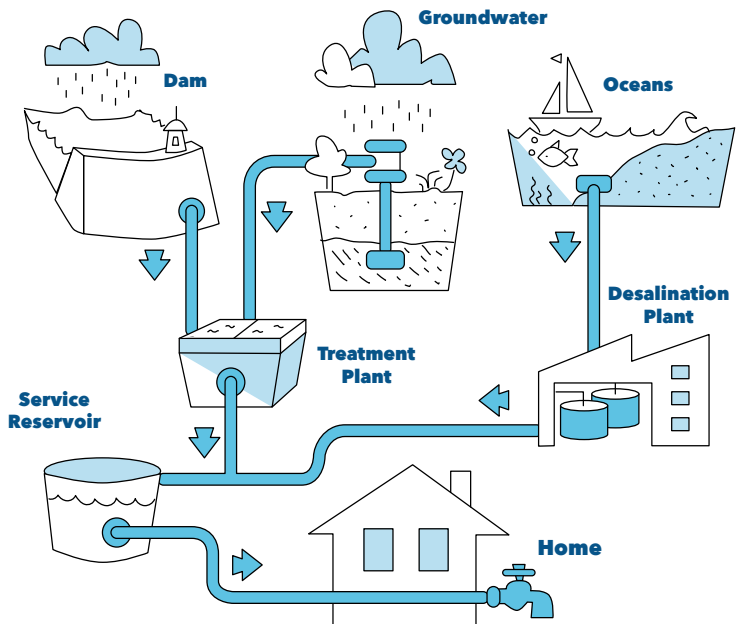 Groundwater
Dam
Oceans
Desalination
Plant
Treatment
Plant
Service
Reservoir
Home